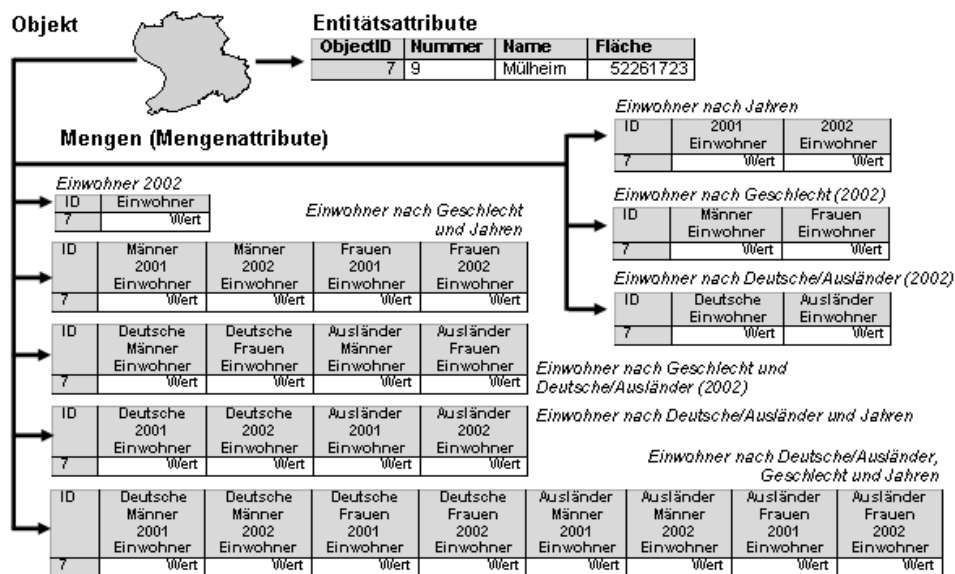 Objekt
Entitätsattribute
ObjectID Nummer Name Fläche
7 9 Mülheim 52261723
Mengen (Mengenattribute)
Einwohner nach Jahren
ID 2001 2002
Einwohner Einwohner
7 Wert Wert
Einwohner 2002
ID Einwohner
7 Wert
Einwohner nach Geschlecht (2002)
ID Männer Frauen
Einwohner Einwohner
7 Wert Wert
Einwohner nach Geschlecht
und Jahren
ID Männer Männer Frauen Frauen
2001 2002 2001 2002
Einwohner Einwohner Einwohner Einwohner
7 Wert Wert Wert Wert
Einwohner nach Deutsche/Ausländer (2002)
ID Deutsche Ausländer
Einwohner Einwohner
7 Wert Wert
ID Deutsche Deutsche Ausländer Ausländer
Männer Frauen Männer Frauen
Einwohner Einwohner Einwohner Einwohner
7 Wert Wert Wert Wert
Einwohner nach Geschlecht und
Deutsche/Ausländer (2002)
ID Deutsche Deutsche Ausländer Ausländer
2001 2002 2001 2002
Einwohner Einwohner Einwohner Einwohner
7 Wert Wert Wert Wert
Einwohner nach Deutsche/Ausländer und Jahren
Einwohner nach Deutsche/Ausländer,
Geschlecht und Jahren
ID Deutsche Deutsche Deutsche Deutsche Ausländer Ausländer Ausländer Ausländer
Männer Männer Frauen Frauen Männer Männer Frauen Frauen
2001 2002 2001 2002 2001 2002 2001 2002
Einwohner Einwohner Einwohner Einwohner Einwohner Einwohner Einwohner Einwohner
7 Wert Wert Wert Wert Wert Wert Wert Wert